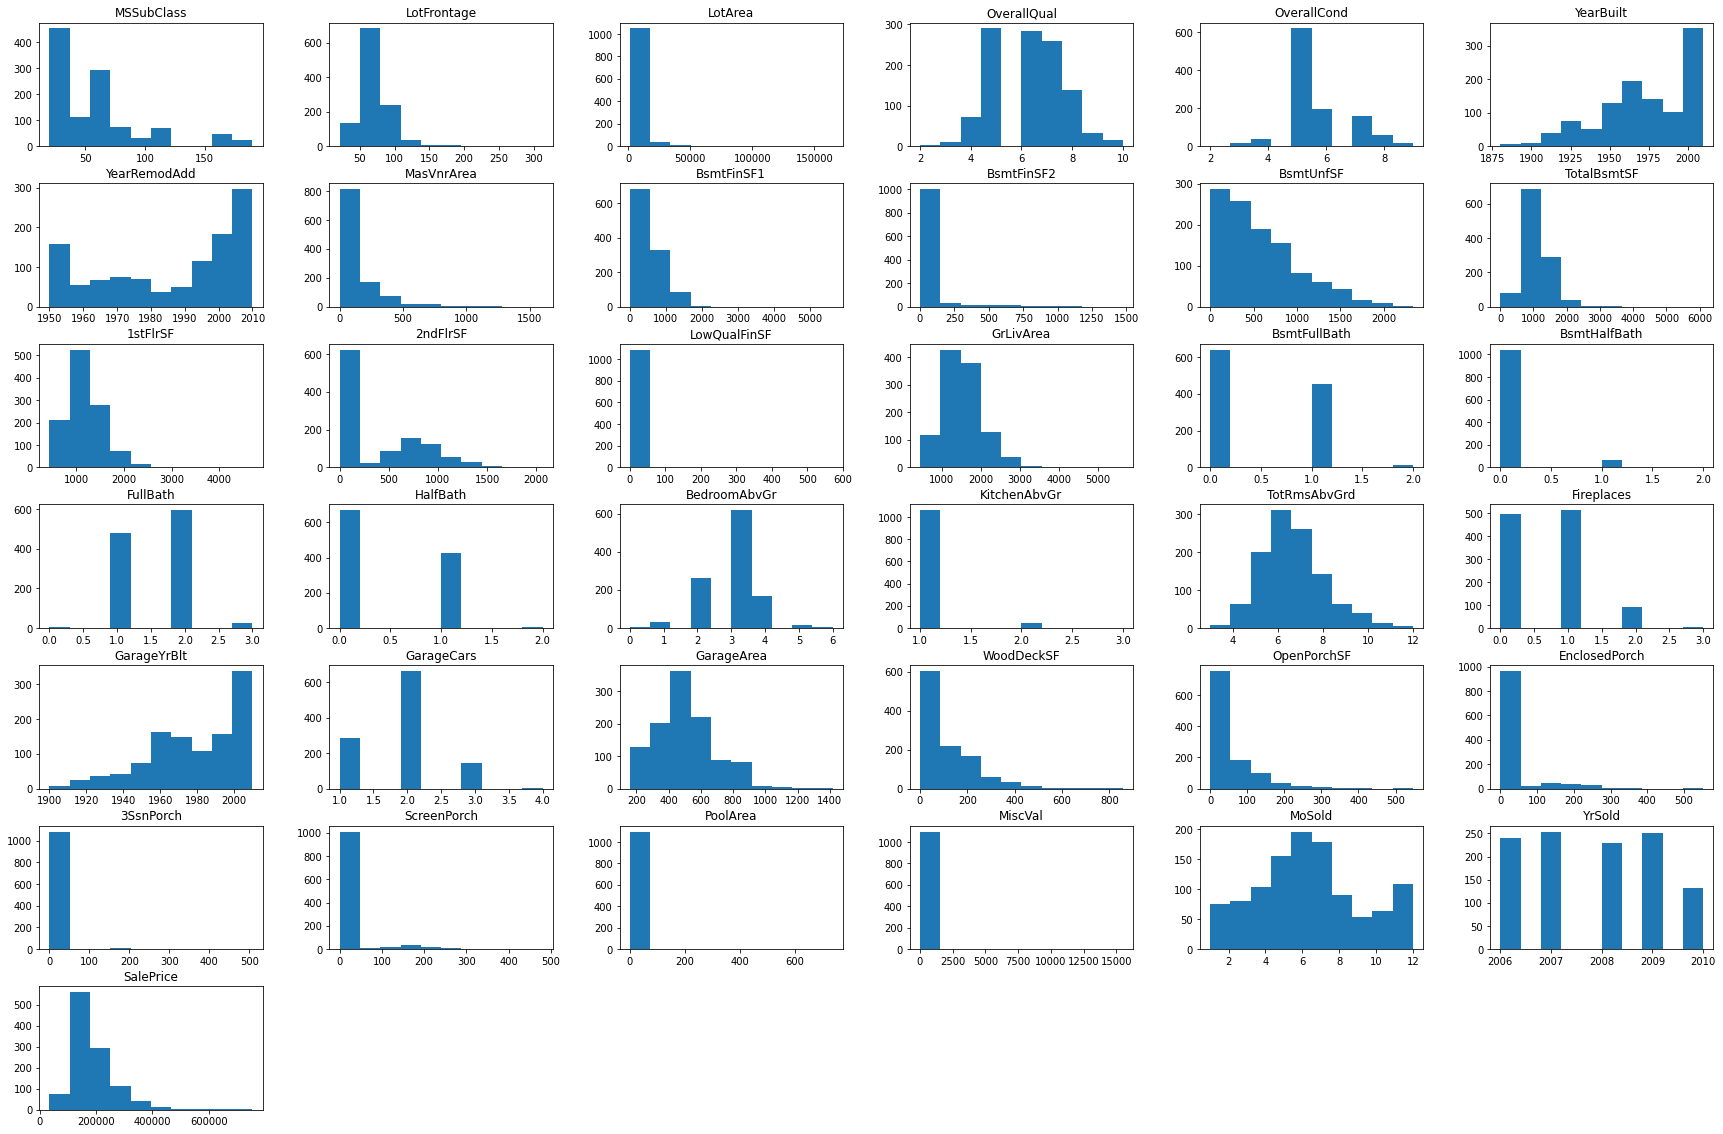 MSSubClass LotFrontage LotArea OverallQual OverallCond YearBuilt
400 300 200 100 0
50 100 150
600 400 200 0
50 100 150 200 250 300
1000 800 600 400 200 0
0 50000 100000 150000
300 200 100 0
2 4 6 8 10
600 400 200 0
2 4 6 8
300 200 100 0
1875 1900 1925 1950 1975 2000
YearRemodAdd MasVnrArea BsmtFinSF1 BsmtFinSF2 BsmtUnfSF TotalBsmtSF
300 200 100 0
1950 1960 1970 1980 1990 2000 2010
800 600 400 200 0
0 500 1000 1500
600 400 200 0
0 1000 2000 3000 4000 5000
1000 800 600 400 200 0
0 250 500 750 1000 1250 1500
300 200 100 0
0 500 1000 1500 2000
600 400 200 0
0 1000 2000 3000 4000 5000 6000
1stFlrSF 2ndFlrSF LowQualFinSF GrLivArea BsmtFullBath BsmtHalfBath
500 400 300 200 100 0
1000 2000 3000 4000
600 400 200 0
0 500 1000 1500 2000
1000 800 600 400 200 0
0 100 200 300 400 500 600
400 300 200 100 0
1000 2000 3000 4000 5000
600 400 200 0
0.0 0.5 1.0 1.5 2.0
1000 800 600 400 200 0
0.0 0.5 1.0 1.5 2.0
FullBath HalfBath BedroomAbvGr KitchenAbvGr TotRmsAbvGrd Fireplaces
600 400 200 0
0.0 0.5 1.0 1.5 2.0 2.5 3.0
600 400 200 0
0.0 0.5 1.0 1.5 2.0
600 400 200 0
0 1 2 3 4 5 6
1000 800 600 400 200 0
1.0 1.5 2.0 2.5 3.0
300 200 100 0
4 6 8 10 12
500 400 300 200 100 0
0.0 0.5 1.0 1.5 2.0 2.5 3.0
GarageYrBlt GarageCars GarageArea WoodDeckSF OpenPorchSF EnclosedPorch
300 200 100 0
1900 1920 1940 1960 1980 2000
600 400 200 0
1.0 1.5 2.0 2.5 3.0 3.5 4.0
300 200 100 0
200 400 600 800 1000 1200 1400
600 400 200 0
0 200 400 600 800
600 400 200 0
0 100 200 300 400 500
1000 800 600 400 200 0
0 100 200 300 400 500
3SsnPorch ScreenPorch PoolArea MiscVal MoSold YrSold
1000 800 600 400 200 0
0 100 200 300 400 500
1000 800 600 400 200 0
0 100 200 300 400 500
1000 800 600 400 200 0
0 200 400 600
1000 800 600 400 200 0
0 2500 5000 7500 10000 12500 15000
200 150 100 50 0
2 4 6 8 10 12
250 200 150 100 50 0
2006 2007 2008 2009 2010
SalePrice
500 400 300 200 100 0
0 200000 400000 600000